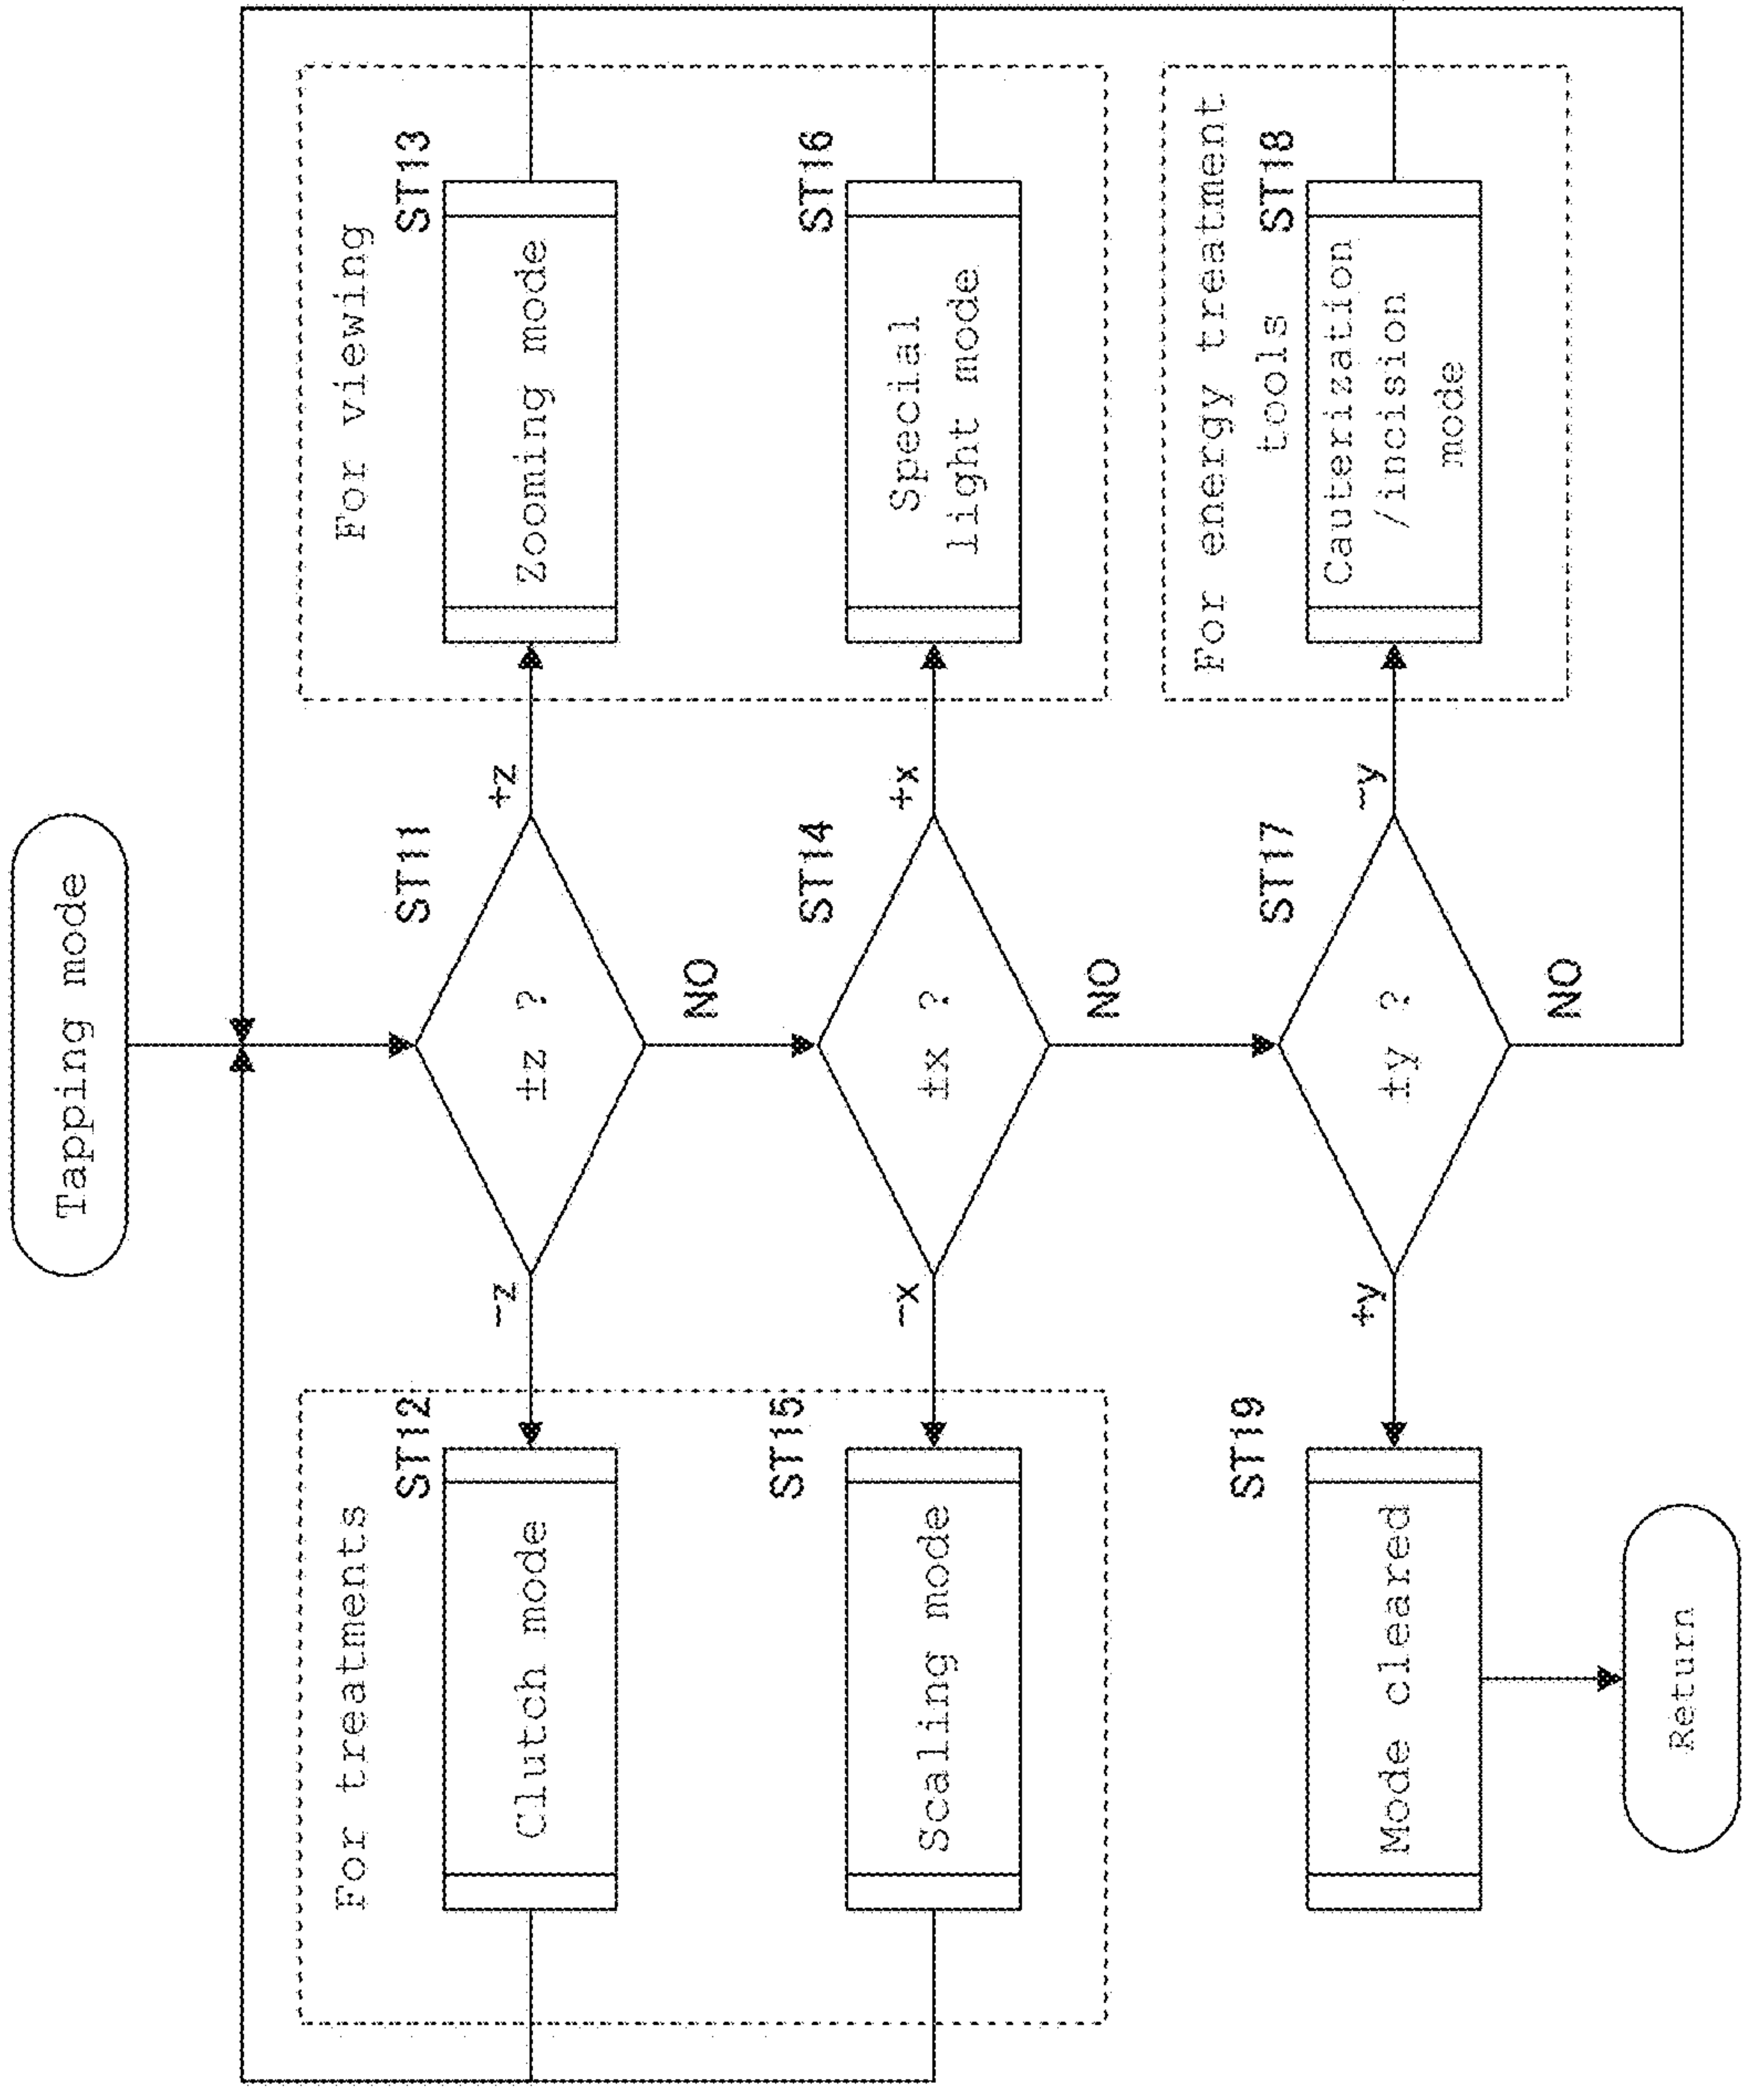 Tapping mode
ST11
±z ?
-z
+z
NO
For treatments
ST12
Clutch mode
For viewing
ST13
Zooming mode
ST14
±x ?
-x
+x
NO
ST15
Scaling mode
ST16
Special
light mode
ST17
±y ?
+y
-y
NO
ST19
Mode cleared
For energy treatment
tools
ST18
Cauterization
/incision
mode
Return